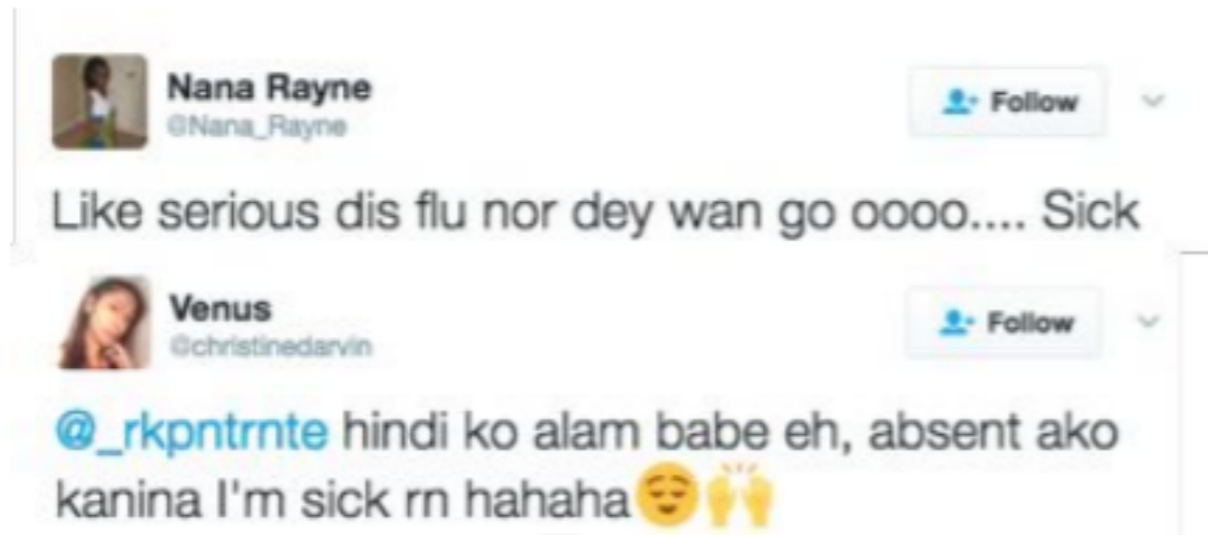 Nana Rayne
Follow
@Nana_Rayne
Like serious dis flu nor dey wan go oooo.... Sick
Venus
Follow
@christinedarvin
@_rkpntrnte hindi ko alam babe eh, absent ako
kanina I'm sick rn hahaha😌🙌